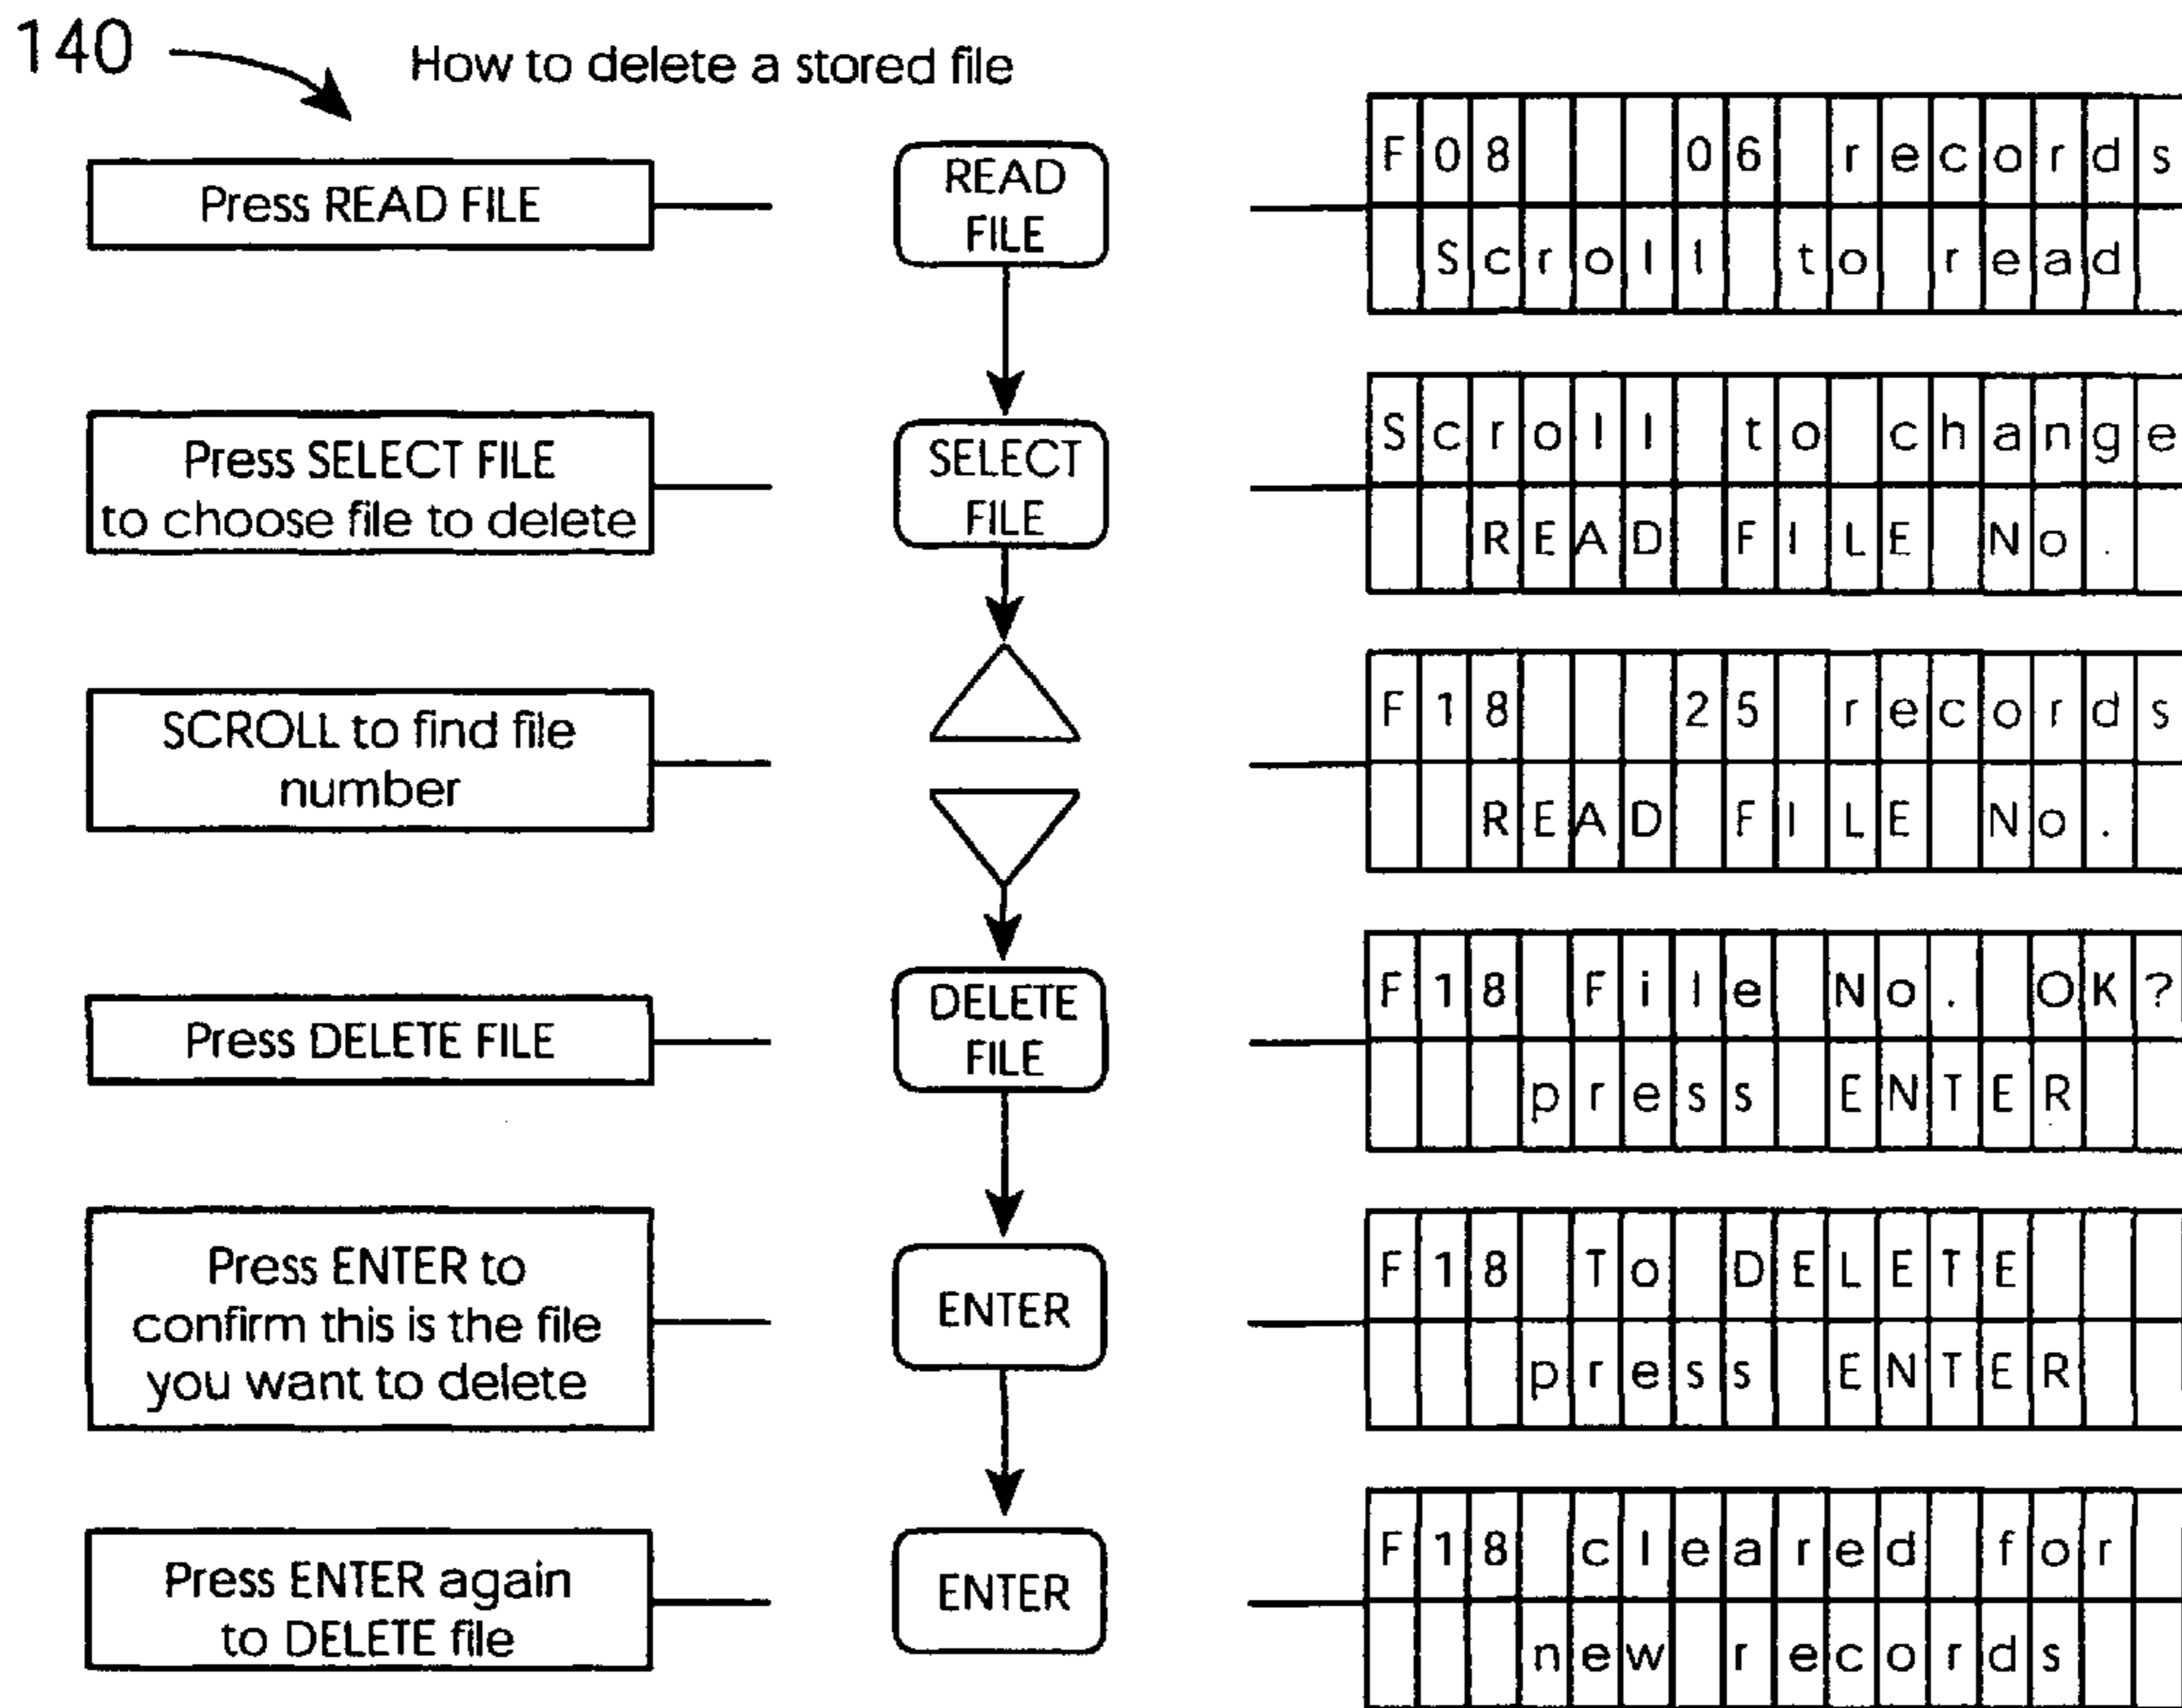 140
How to delete a stored file
Press READ FILE
READ
FILE
F08 06 records
Scroll to read
Press SELECT FILE
to choose file to delete
SELECT
FILE
Scroll to change
READ FILE No.
SCROLL to find file
number
F18 25 records
READ FILE No.
Press DELETE FILE
DELETE
FILE
F18 File No. OK?
press ENTER
Press ENTER to
confirm this is the file
you want to delete
ENTER
F18 To DELETE
press ENTER
Press ENTER again
to DELETE file
ENTER
F18 cleared for
new records